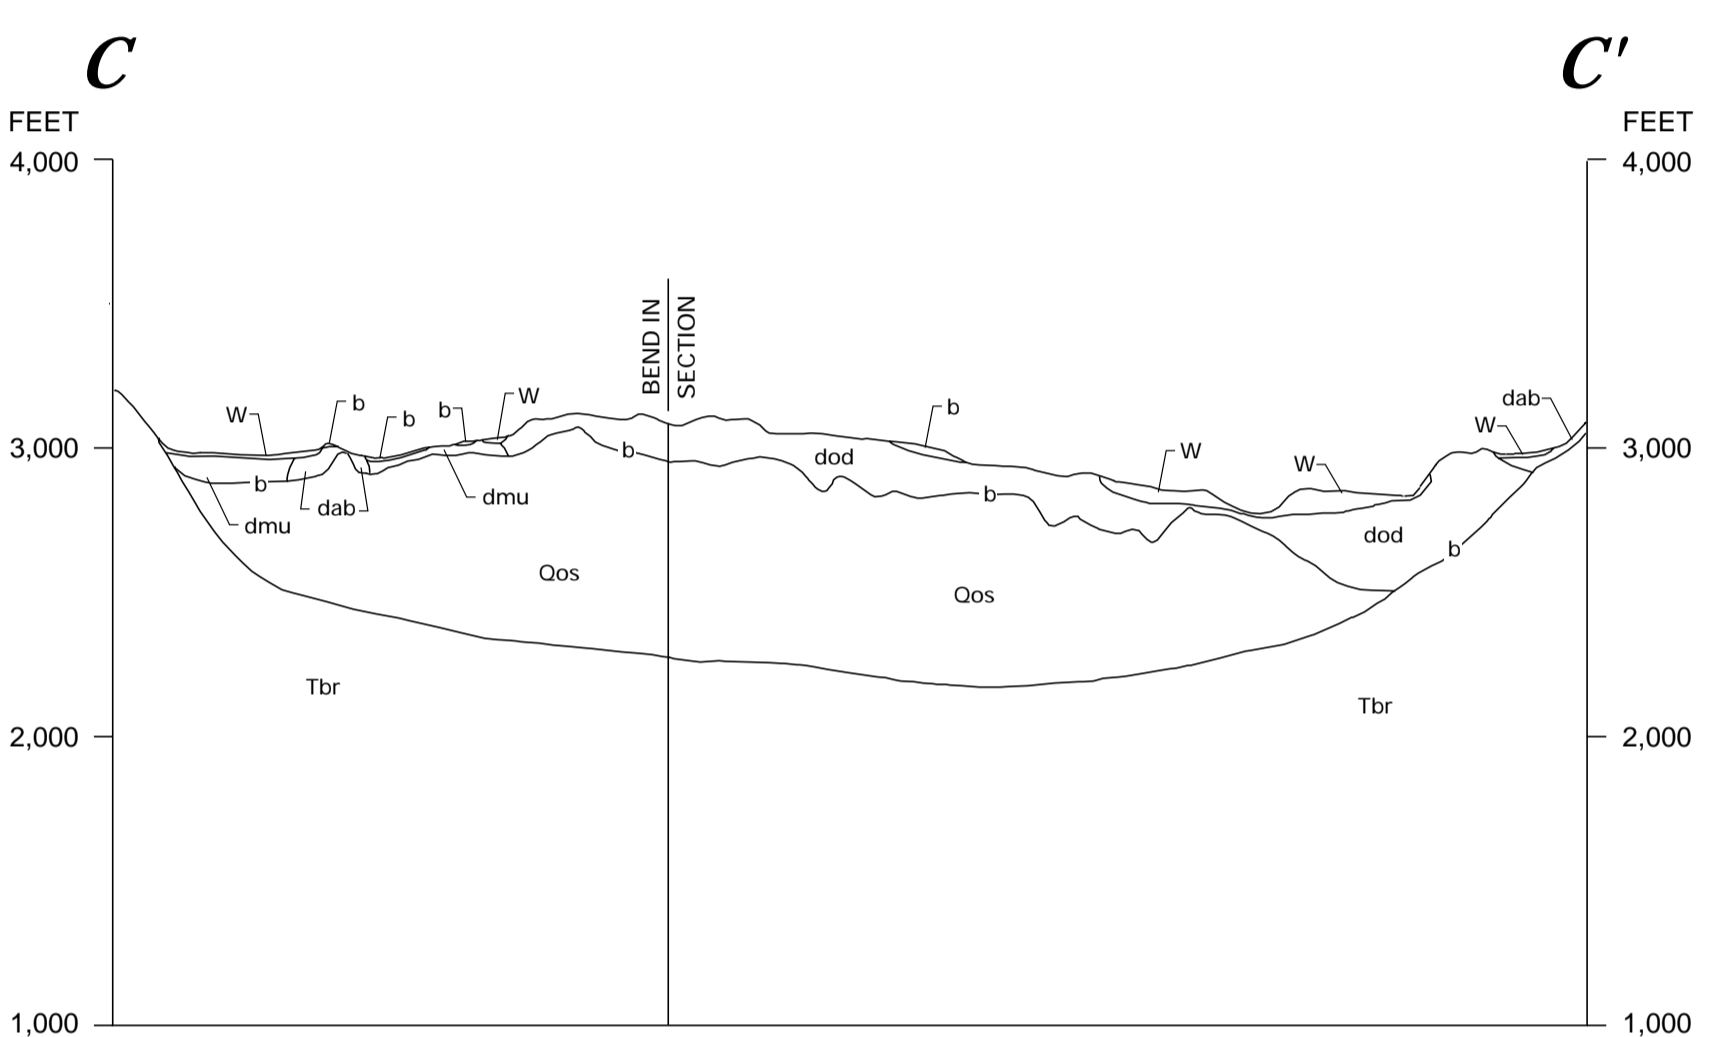 C
C'
FEET
FEET
4,000
4,000
BEND IN
SECTION
dab
W
b
b
b
W
b
W
3,000
3,000
b
dod
W
W
b
dmu
b
dab
dmu
dod
b
Qos
Qos
Tbr
Tbr
2,000
2,000
1,000
1,000